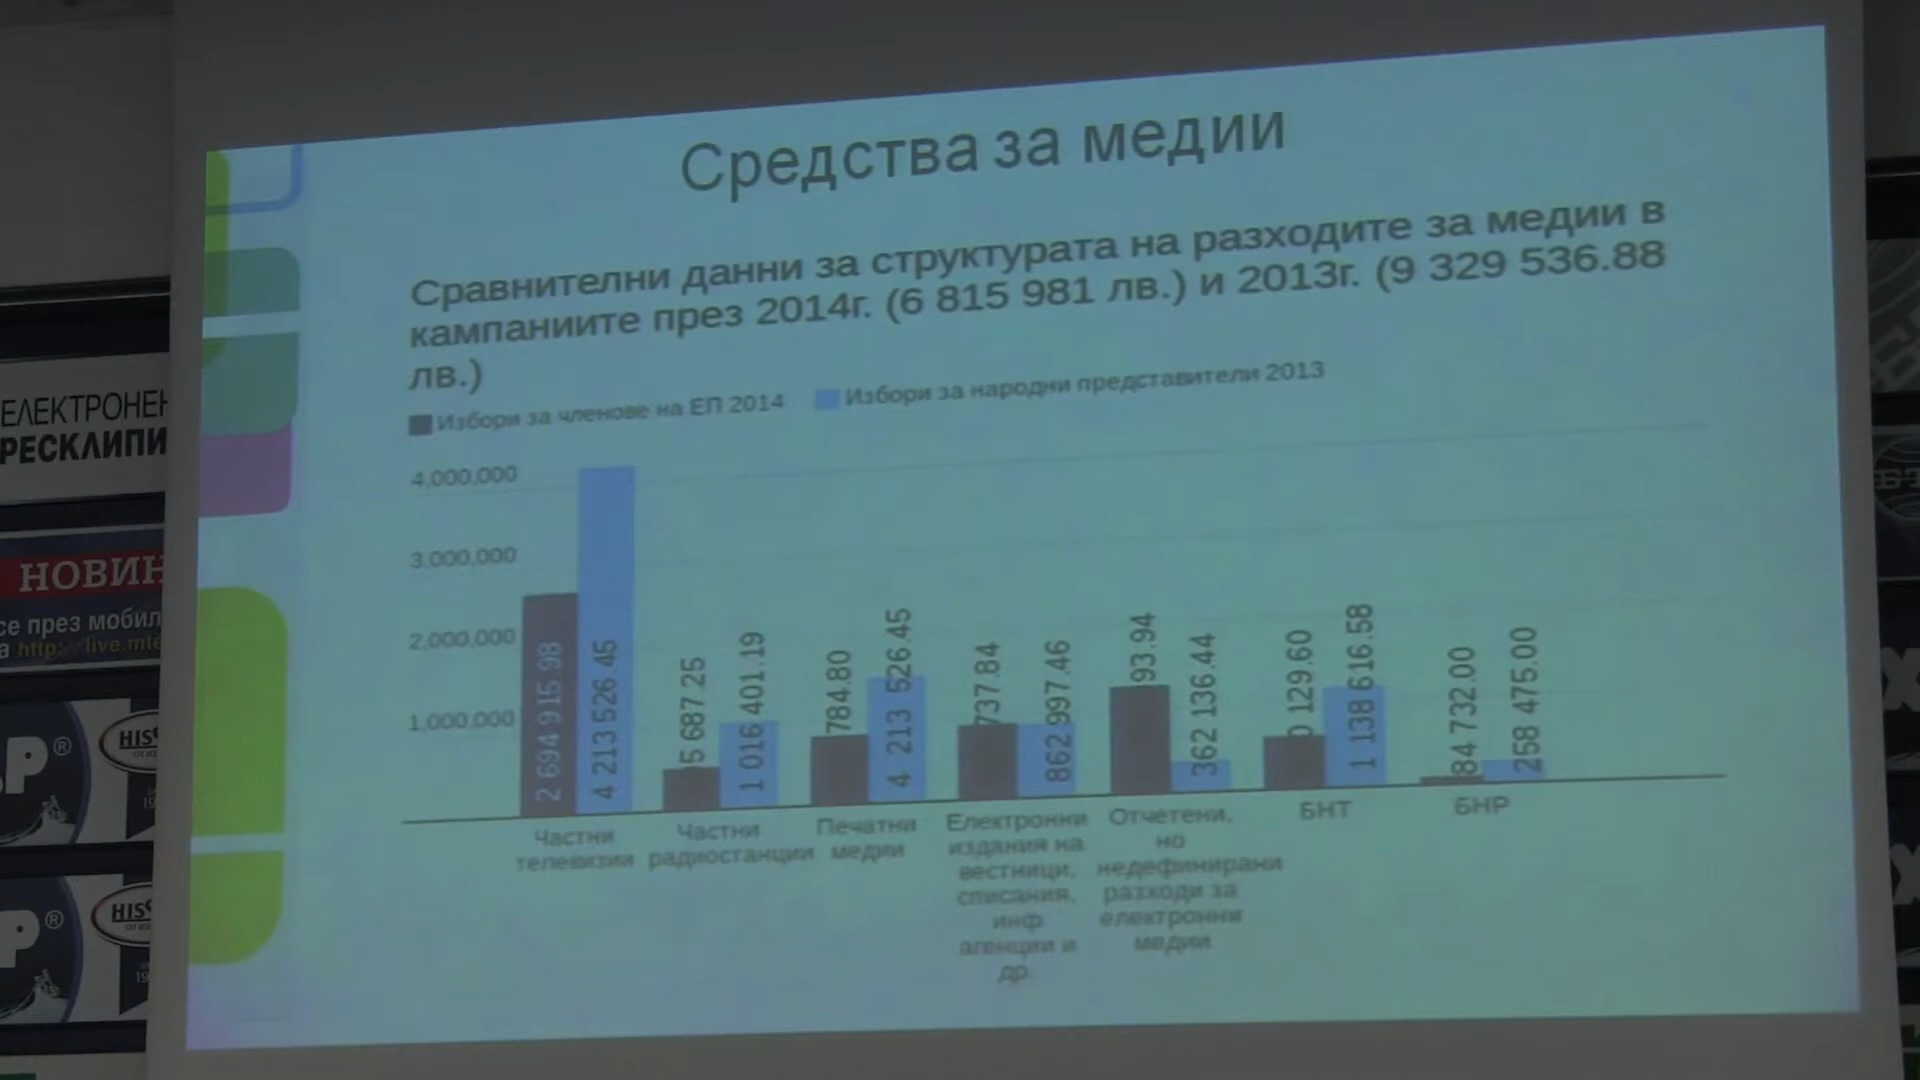 Средства за медии
Сравнителни данни за структурата на разходите за медии в
кампаниите през 2014г. (6 815 981 лв.) и 2013г. (9 329 536.88
лв.)
Избори за членове на ЕП 2014
Избори за народни представители 2013
4,000,000
3,000,000
2,000,000
1,000,000
2 694 915 98
4 213 526 45
5 687 25
1 016 401.19
784.80
4 213 526.45
737.84
862 997.46
93.94
362 136.44
0 129.60
1 138 616.58
84 732.00
258 475.00
Частни
телевизии
Частни
радиостанции
Печатни
медии
Електронни
издания на
вестници,
списания,
инф
агенции и
др
Отчетени,
но
недефинирани
разходи за
електронни
медии
БНТ
БНР
ЕЛЕКТРОНЕН
РЕСКЛИПИ
НОВИН
се през мобил
а http://live.mte
Р®
HIS
Р®
HIS